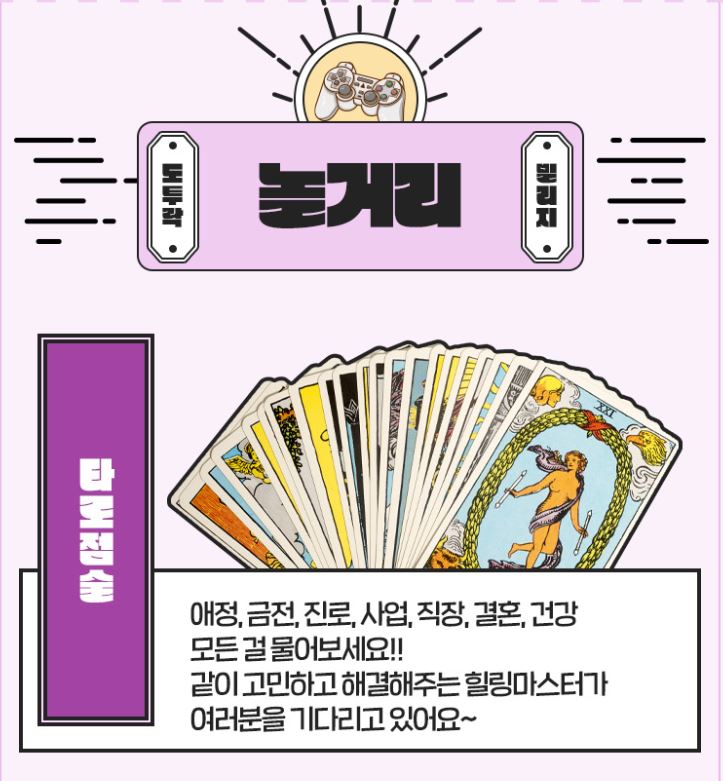 도투락
놀거리
빌리지
XXI
타로점술
애정, 금전, 진로, 사업, 직장, 결혼, 건강
모든 걸 물어보세요!!
같이 고민하고 해결해주는 힐링마스터가
여러분을 기다리고 있어요~